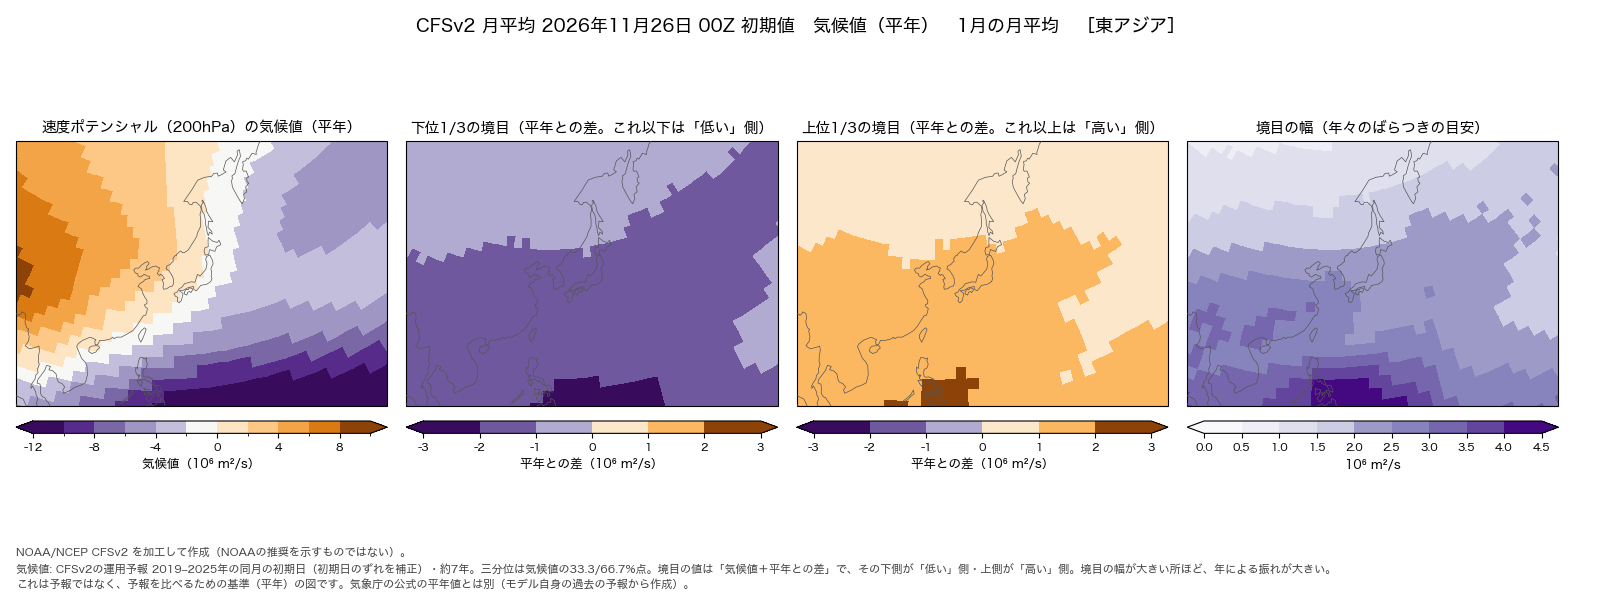 CFSv2 月平均 2026年11月26日 00Z 初期値　気候値（平年）　1月の月平均　［東アジア］
速度ポテンシャル（200hPa）の気候値（平年）
下位1/3の境目（平年との差。これ以下は「低い」側）
上位1/3の境目（平年との差。これ以上は「高い」側）
境目の幅（年々のばらつきの目安）
-12 -8 -4 0 4 8
気候値（10⁶ m²/s）
-3 -2 -1 0 1 2 3
平年との差（10⁶ m²/s）
-3 -2 -1 0 1 2 3
平年との差（10⁶ m²/s）
0.0 0.5 1.0 1.5 2.0 2.5 3.0 3.5 4.0 4.5
10⁶ m²/s
NOAA/NCEP CFSv2 を加工して作成（NOAAの推奨を示すものではない）。
気候値: CFSv2の運用予報 2019–2025年の同月の初期日（初期日のずれを補正）・約7年。三分位は気候値の33.3/66.7%点。境目の値は「気候値＋平年との差」で、その下側が「低い」側・上側が「高い」側。境目の幅が大きい所ほど、年による振れが大きい。
これは予報ではなく、予報を比べるための基準（平年）の図です。気象庁の公式の平年値とは別（モデル自身の過去の予報から作成）。